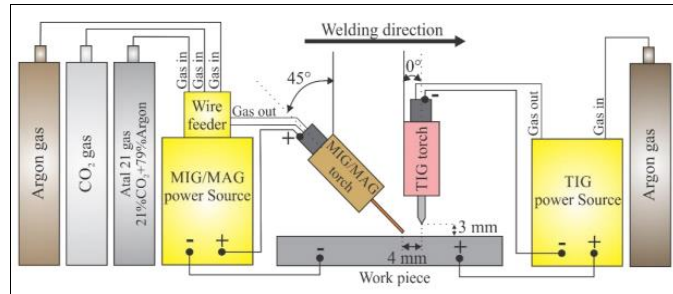 Welding direction
Gas in
Gas in
Gas in
45°
0°
Gas out
Gas out
Gas in
Wire
feeder
Argon gas
CO2 gas
Atal 21 gas
21%CO2+79%Argon
MIG/MAG
power Source
- +
+
MIG/MAG
torch
-
TIG torch
TIG
power Source
- +
Argon gas
3 mm
4 mm
- +
Work piece